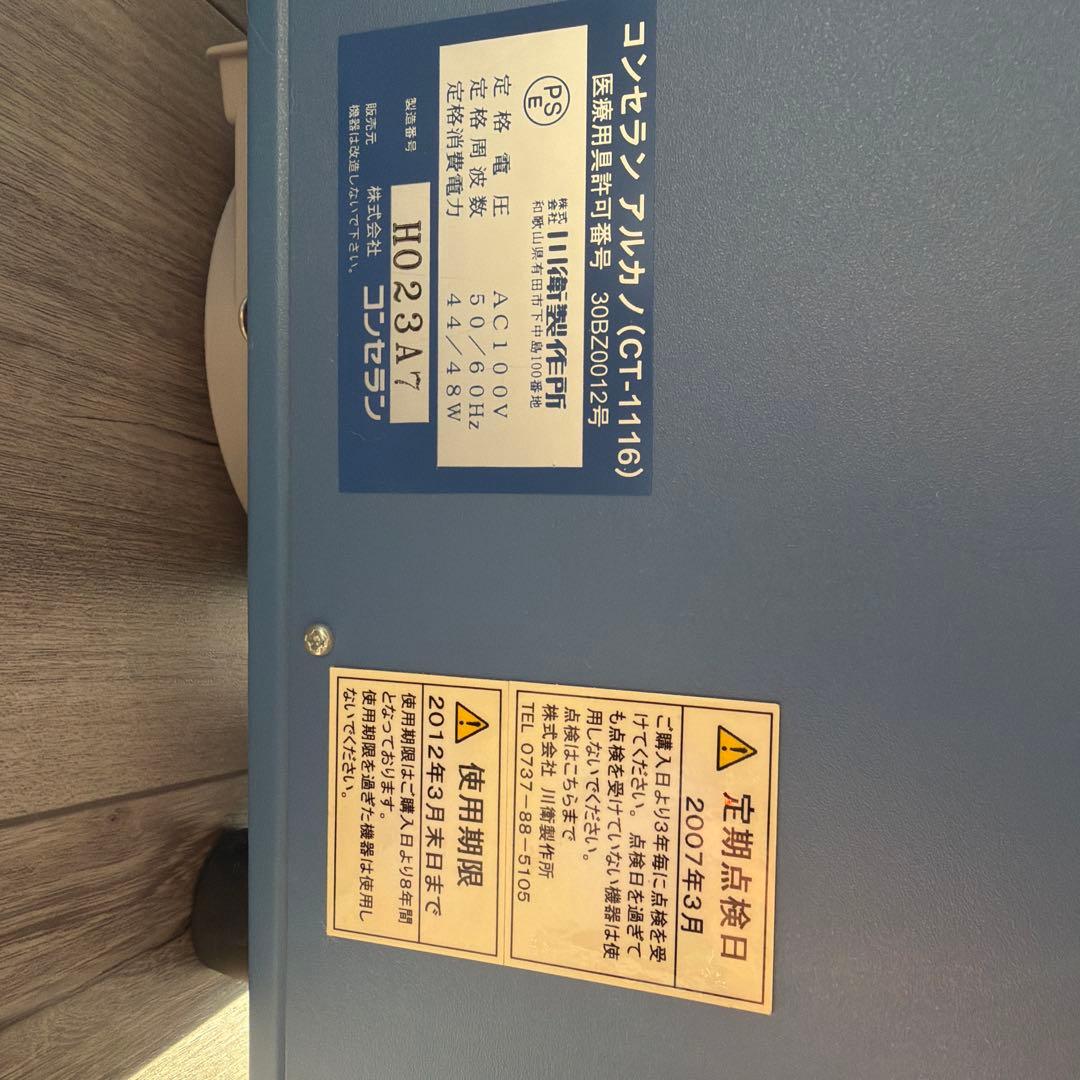 コンセラン アルカノ(CT-1116)
医療用具許可番号 30BZ0012号
PS
E
株式
会社 川衛製作所
和歌山県有田市下中島100番地
定格電圧 AC100V
定格周波数 50/60Hz
定格消費電力 44/48W
製造番号 H023A7
販売元 株式会社 コンセラン
機器は改造しないで下さい。
定期点検日
2007年3月
ご購入日より3年毎に点検を受
けてください。点検日を過ぎて
も点検を受けていない機器は使
用しないでください。
点検はこちらまで
株式会社 川衛製作所
TEL 0737-88-5105
使用期限
2012年3月末日まで
使用期限はご購入日より8年間
となっております。
使用期限を過ぎた機器は使用し
ないでください。